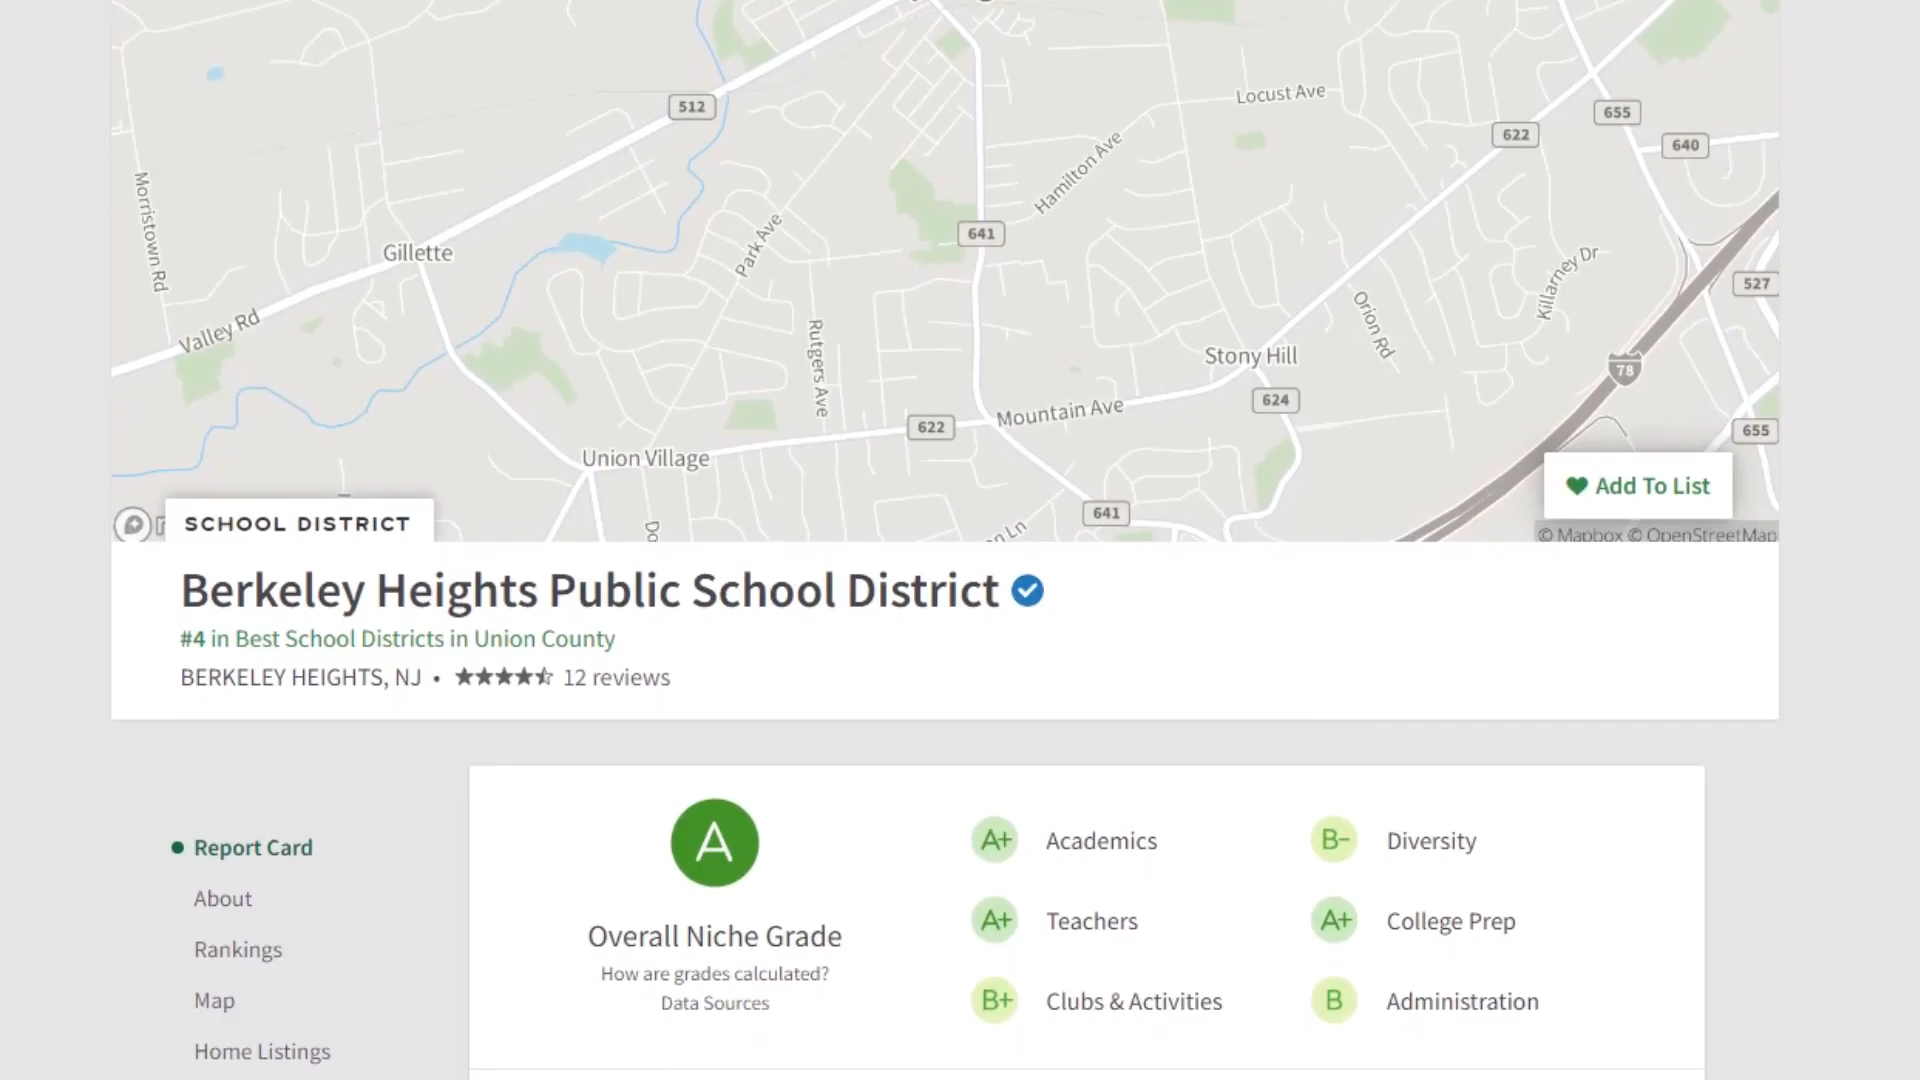 512
Locust Ave
655
622
640
Hamilton Ave
Morristown Rd
Park Ave
641
Gillette
Killarney Dr
527
Valley Rd
Orion Rd
Rutgers Ave
Stony Hill
78
Mountain Ave
624
622
655
Union Village
Add To List
641
SCHOOL DISTRICT
Do
n Ln
© Mapbox © OpenStreetMap
Berkeley Heights Public School District
#4 in Best School Districts in Union County
BERKELEY HEIGHTS, NJ • ★★★★⯪ 12 reviews
Report Card
About
Rankings
Map
Home Listings
A
Overall Niche Grade
How are grades calculated?
Data Sources
A+ Academics
B- Diversity
A+ Teachers
A+ College Prep
B+ Clubs & Activities
B Administration